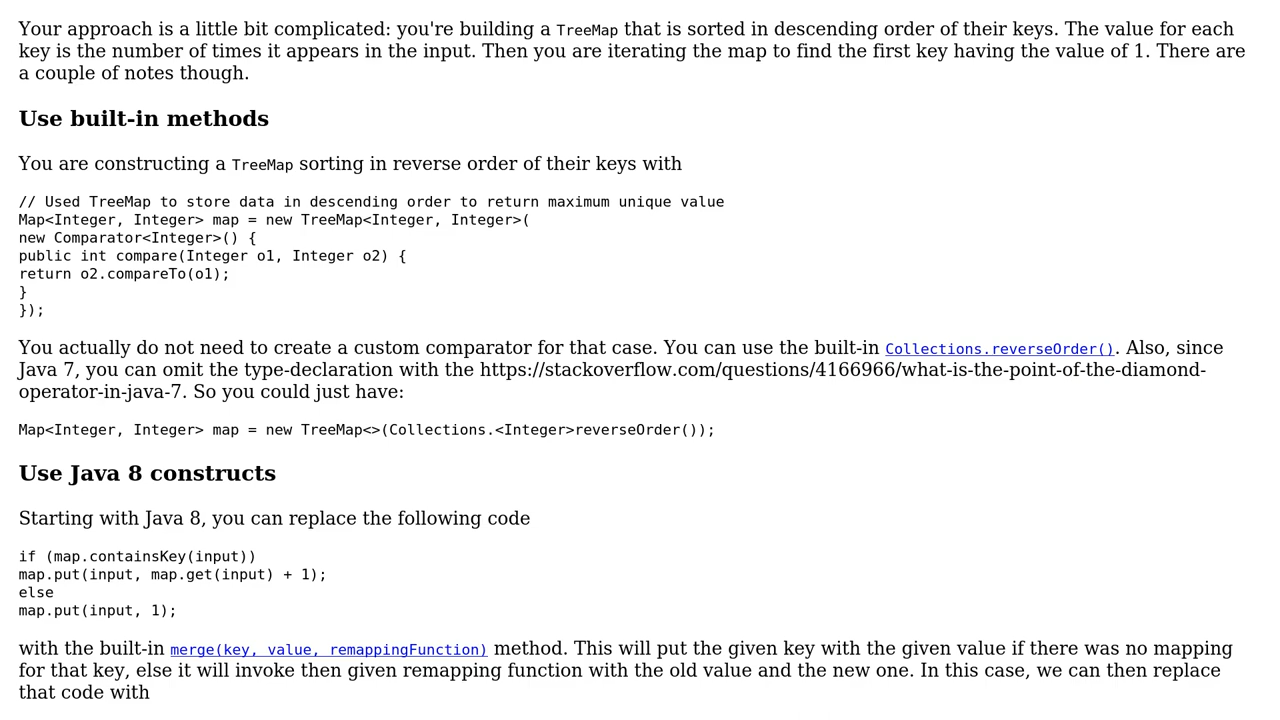 Your approach is a little bit complicated: you're building a TreeMap that is sorted in descending order of their keys. The value for each
key is the number of times it appears in the input. Then you are iterating the map to find the first key having the value of 1. There are
a couple of notes though.
Use built-in methods
You are constructing a TreeMap sorting in reverse order of their keys with
// Used TreeMap to store data in descending order to return maximum unique value
Map<Integer, Integer> map = new TreeMap<Integer, Integer>(
new Comparator<Integer>() {
public int compare(Integer o1, Integer o2) {
return o2.compareTo(o1);
}
});
You actually do not need to create a custom comparator for that case. You can use the built-in Collections.reverseOrder(). Also, since
Java 7, you can omit the type-declaration with the https://stackoverflow.com/questions/4166966/what-is-the-point-of-the-diamond-
operator-in-java-7. So you could just have:
Map<Integer, Integer> map = new TreeMap<>(Collections.<Integer>reverseOrder());
Use Java 8 constructs
Starting with Java 8, you can replace the following code
if (map.containsKey(input))
map.put(input, map.get(input) + 1);
else
map.put(input, 1);
with the built-in merge(key, value, remappingFunction) method. This will put the given key with the given value if there was no mapping
for that key, else it will invoke then given remapping function with the old value and the new one. In this case, we can then replace
that code with